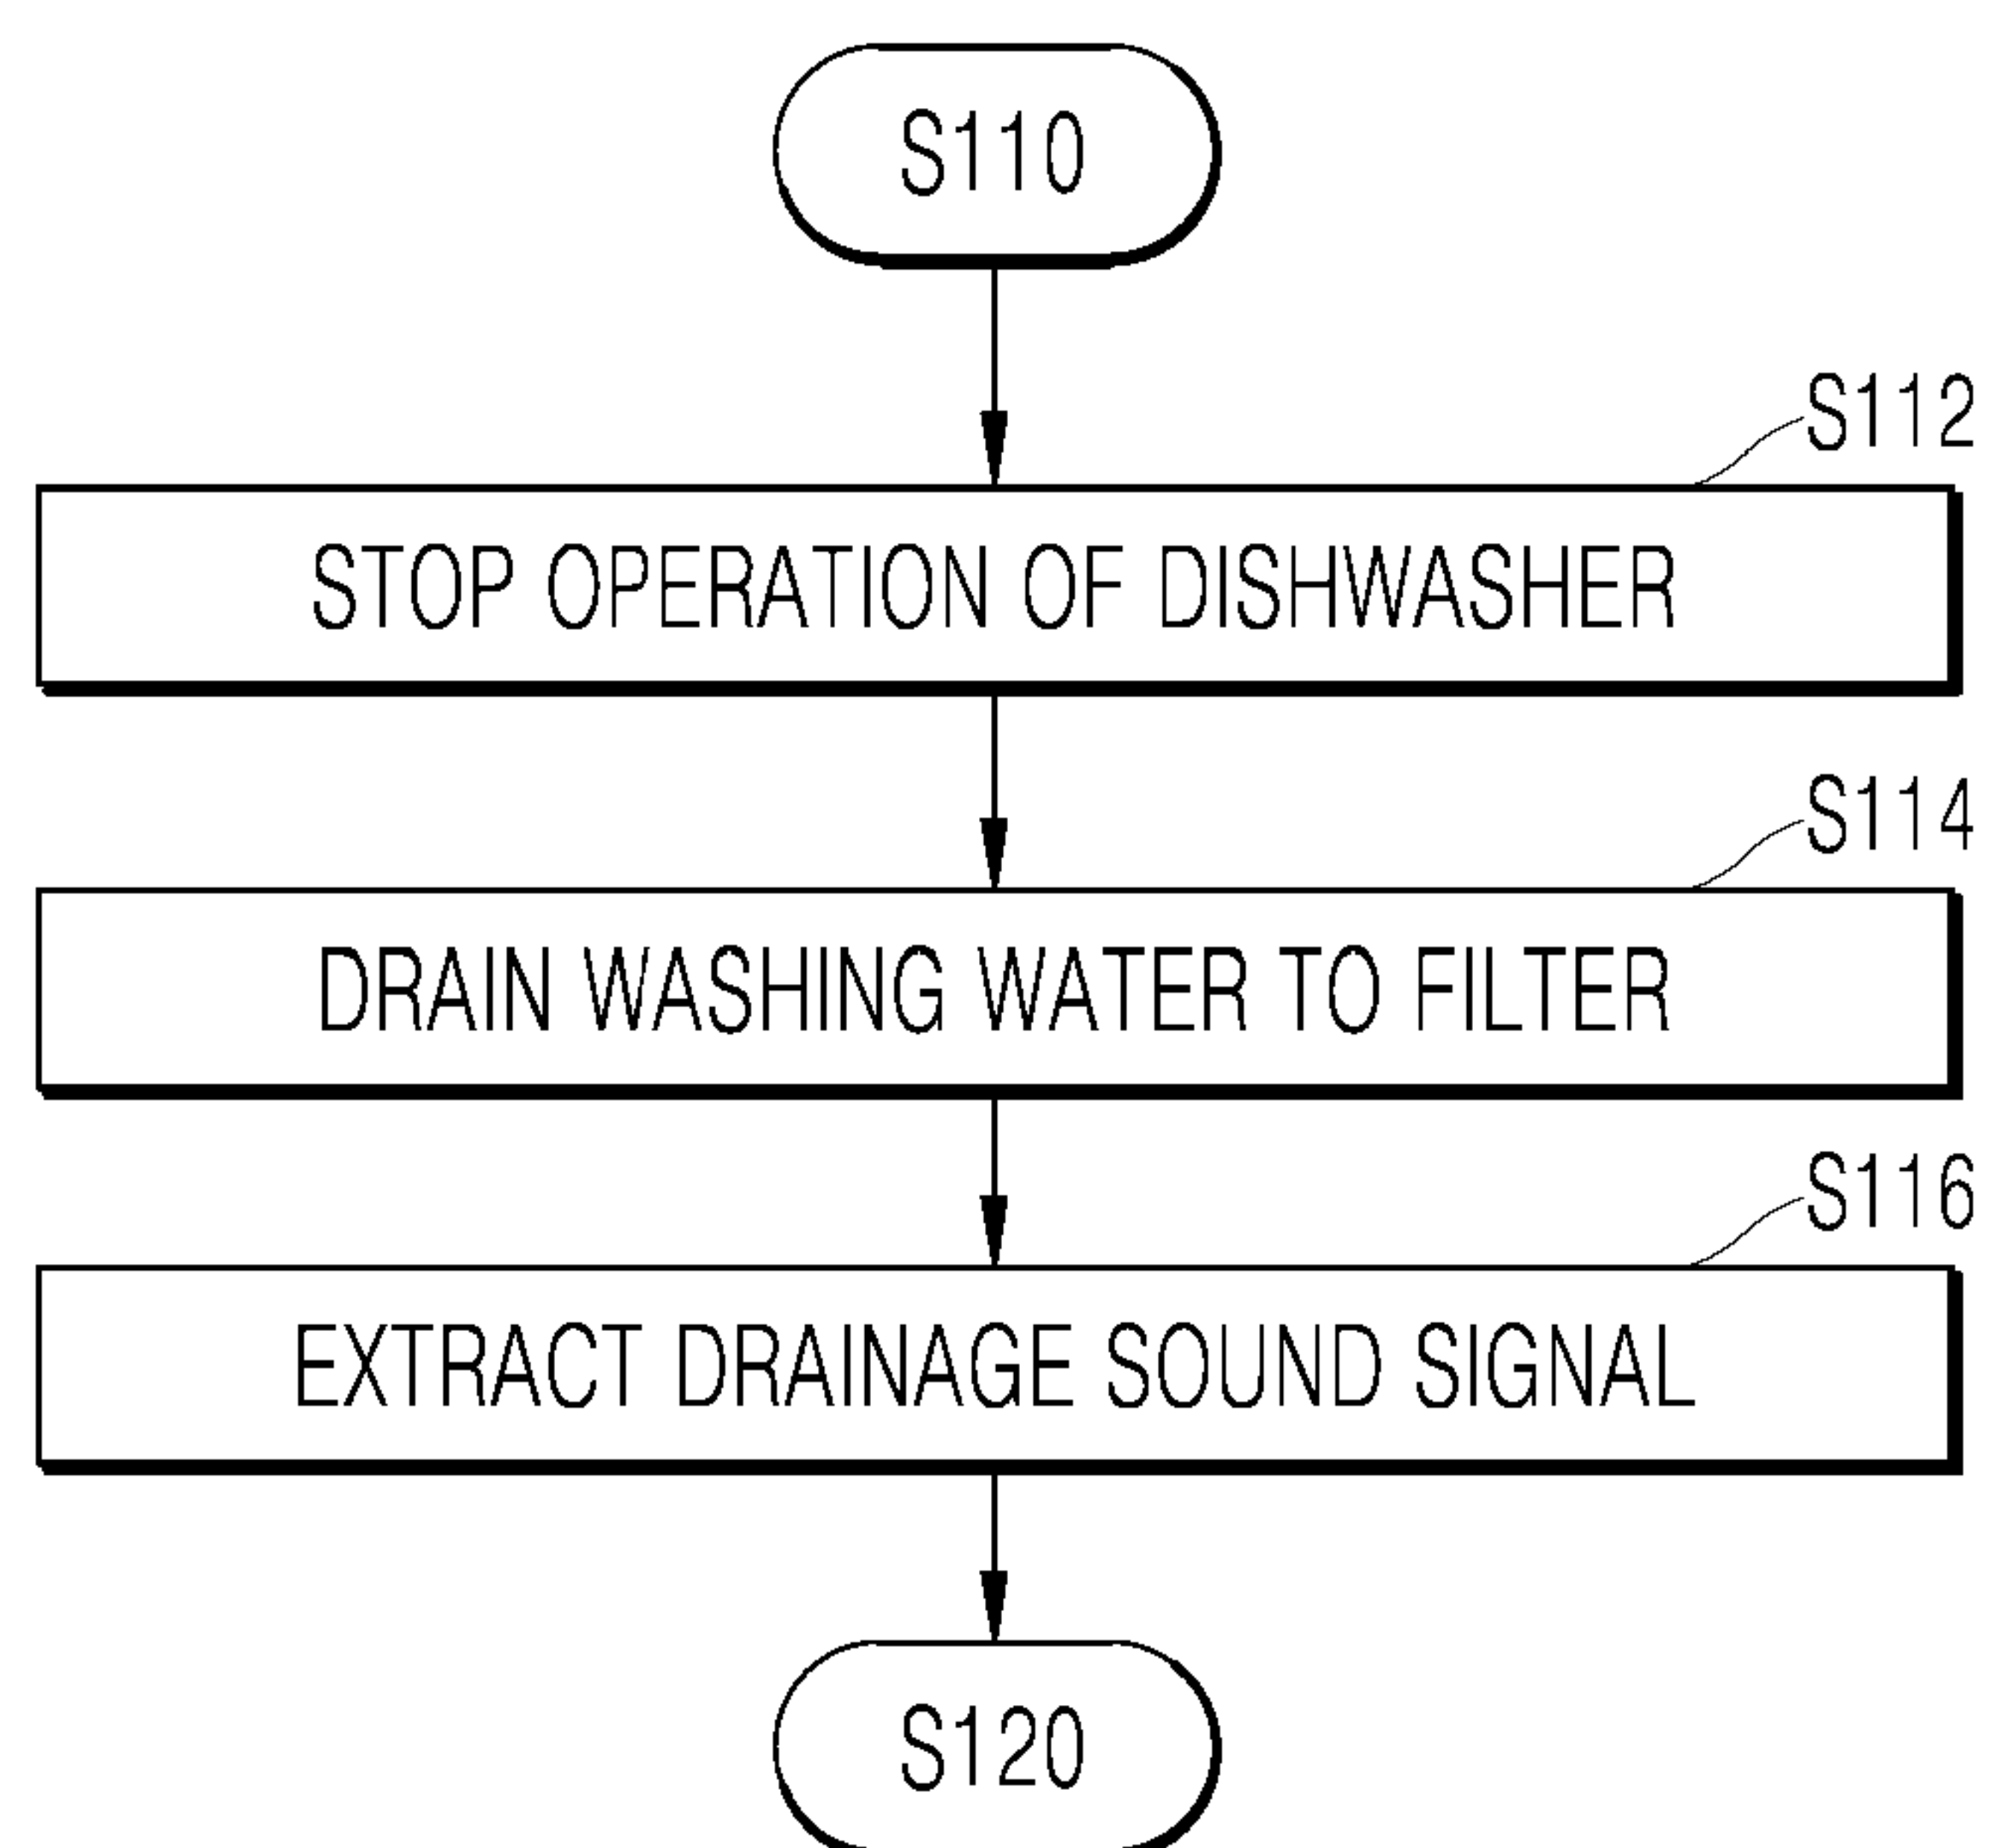 S110
S112
STOP OPERATION OF DISHWASHER
S114
DRAIN WASHING WATER TO FILTER
S116
EXTRACT DRAINAGE SOUND SIGNAL
S120